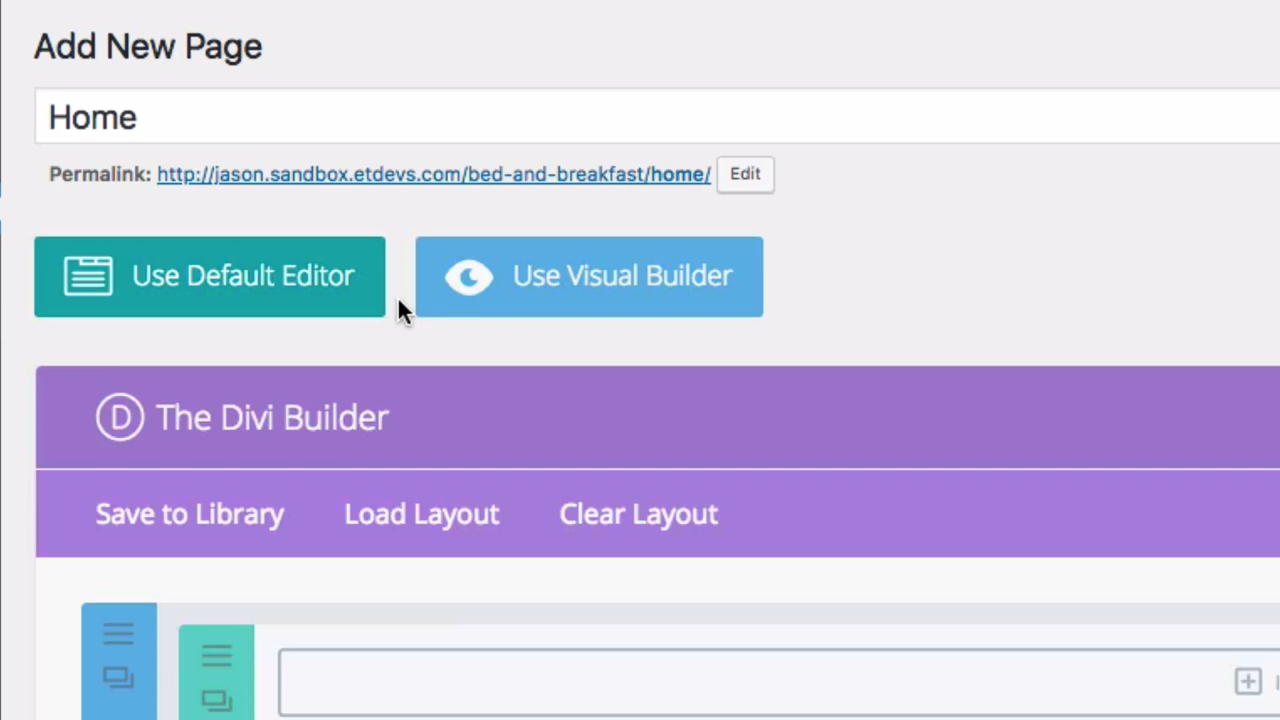 Add New Page
Home
Permalink: http://jason.sandbox.etdevs.com/bed-and-breakfast/home/ Edit
Use Default Editor Use Visual Builder
D The Divi Builder
Save to Library Load Layout Clear Layout